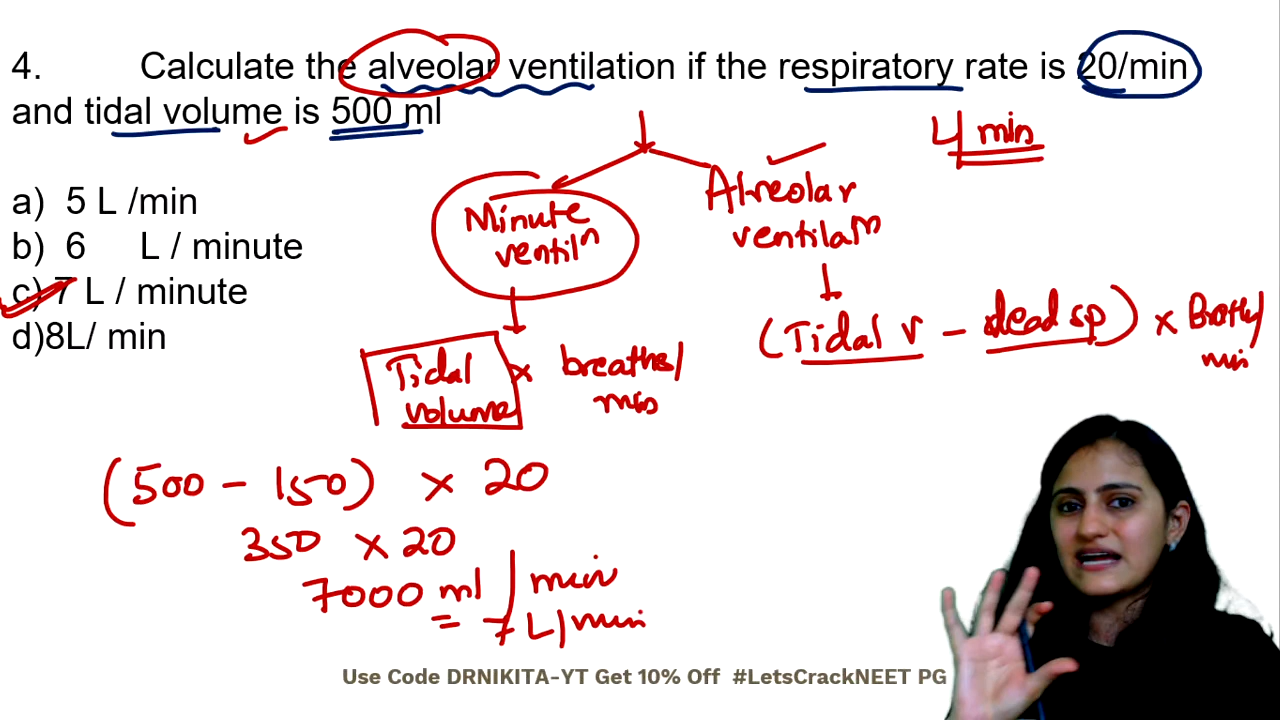 4. Calculate the alveolar ventilation if the respiratory rate is 20/min
and tidal volume is 500 ml
4 min
a) 5 L /min
b) 6 L / minute
c) 7 L / minute
d)8L/ min
Minute
ventiln
Alveolar
ventilatn
Tidal
volume
x breaths/
min
(Tidal v - dead sp) x Breths/
min
(500 - 150) x 20
350 x 20
7000 ml/min
= 7L/min
Use Code DRNIKITA-YT Get 10% Off #LetsCrackNEET PG